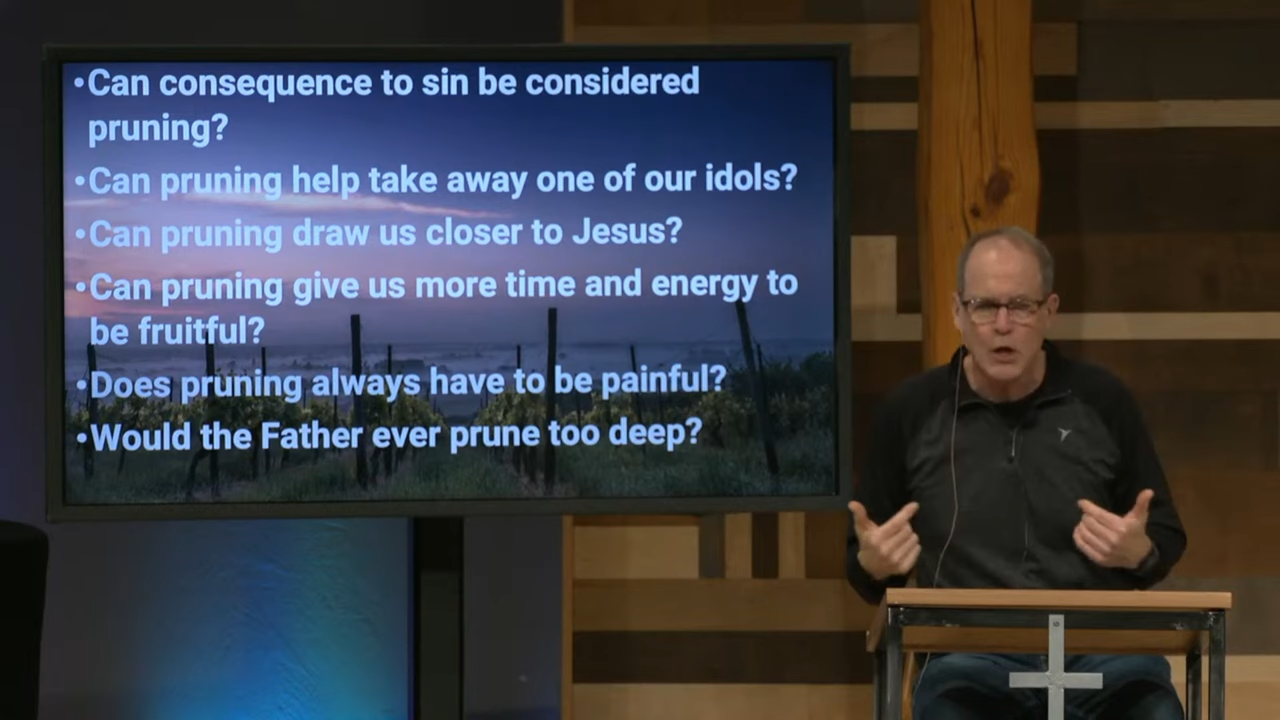 •Can consequence to sin be considered
pruning?
•Can pruning help take away one of our idols?
•Can pruning draw us closer to Jesus?
•Can pruning give us more time and energy to
be fruitful?
•Does pruning always have to be painful?
•Would the Father ever prune too deep?